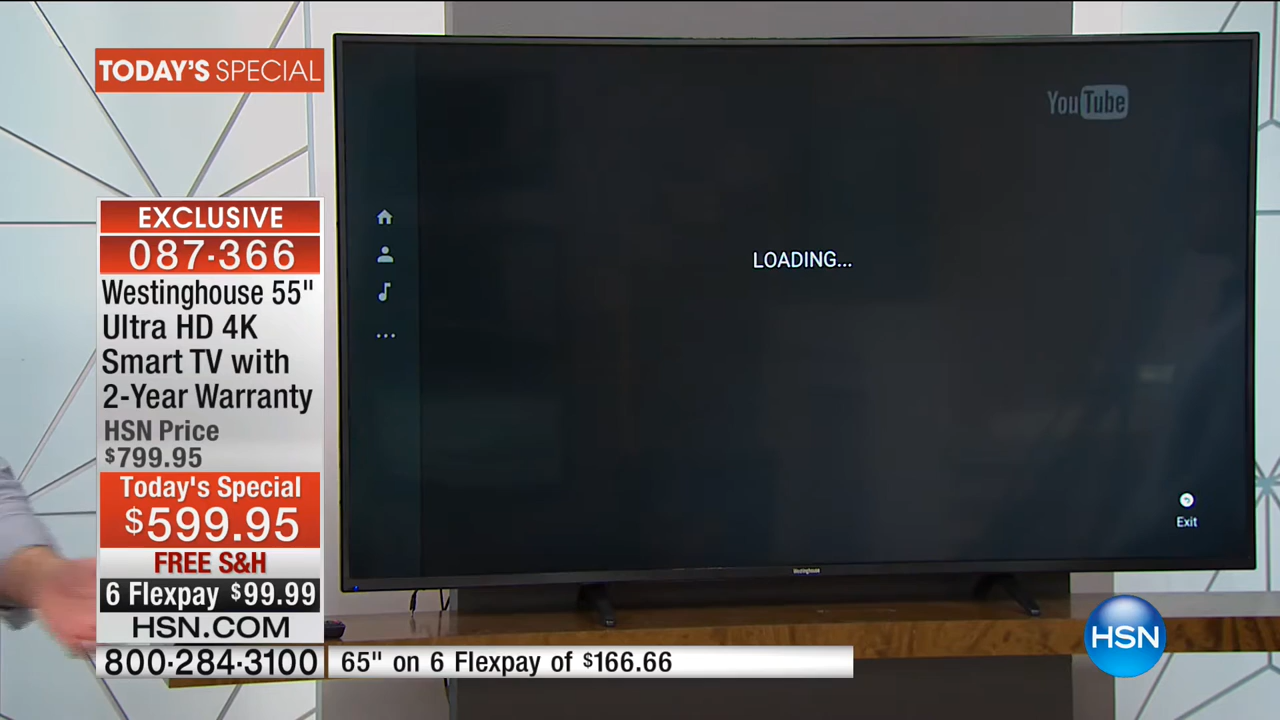 TODAY'S SPECIAL
EXCLUSIVE
087·366
Westinghouse 55"
Ultra HD 4K
Smart TV with
2-Year Warranty
HSN Price
$799.95
Today's Special
$599.95
FREE S&H
6 Flexpay $99.99
HSN.COM
800·284·3100
65" on 6 Flexpay of $166.66
YouTube
LOADING...
Exit
Westinghouse
HSN